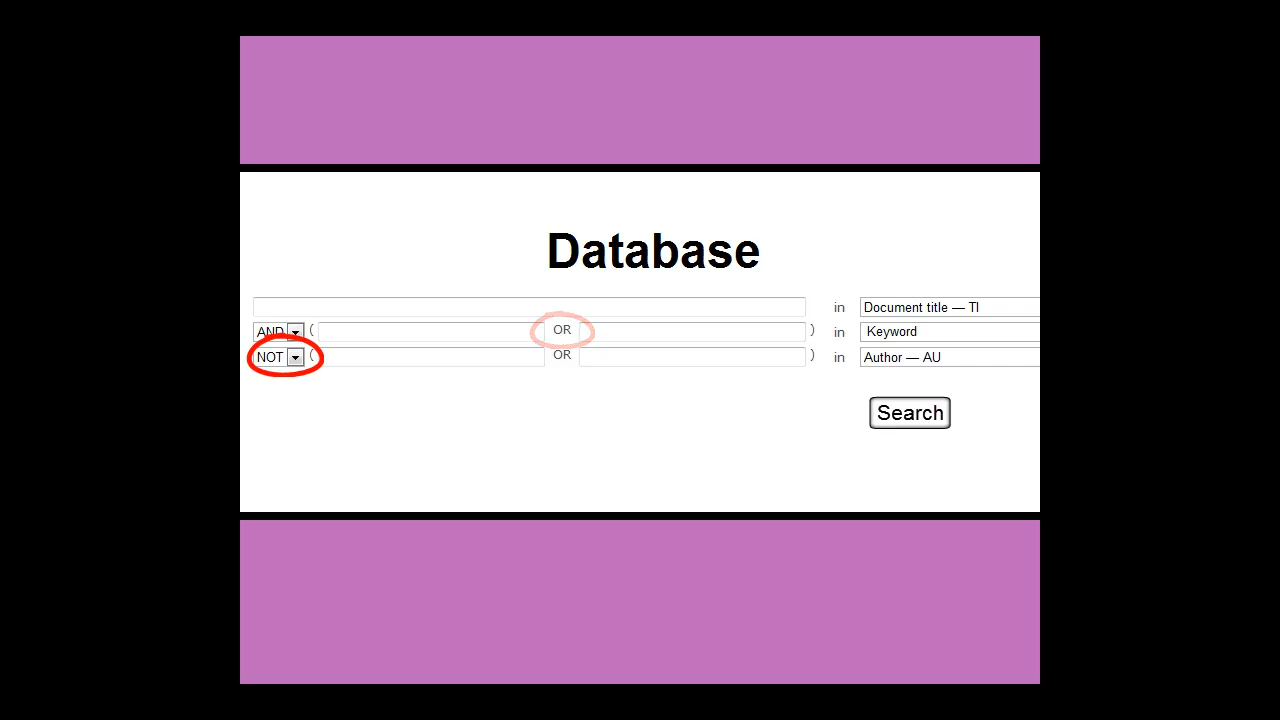 Database
in Document title — TI
AND ( OR ) in Keyword
NOT ( OR ) in Author — AU
Search